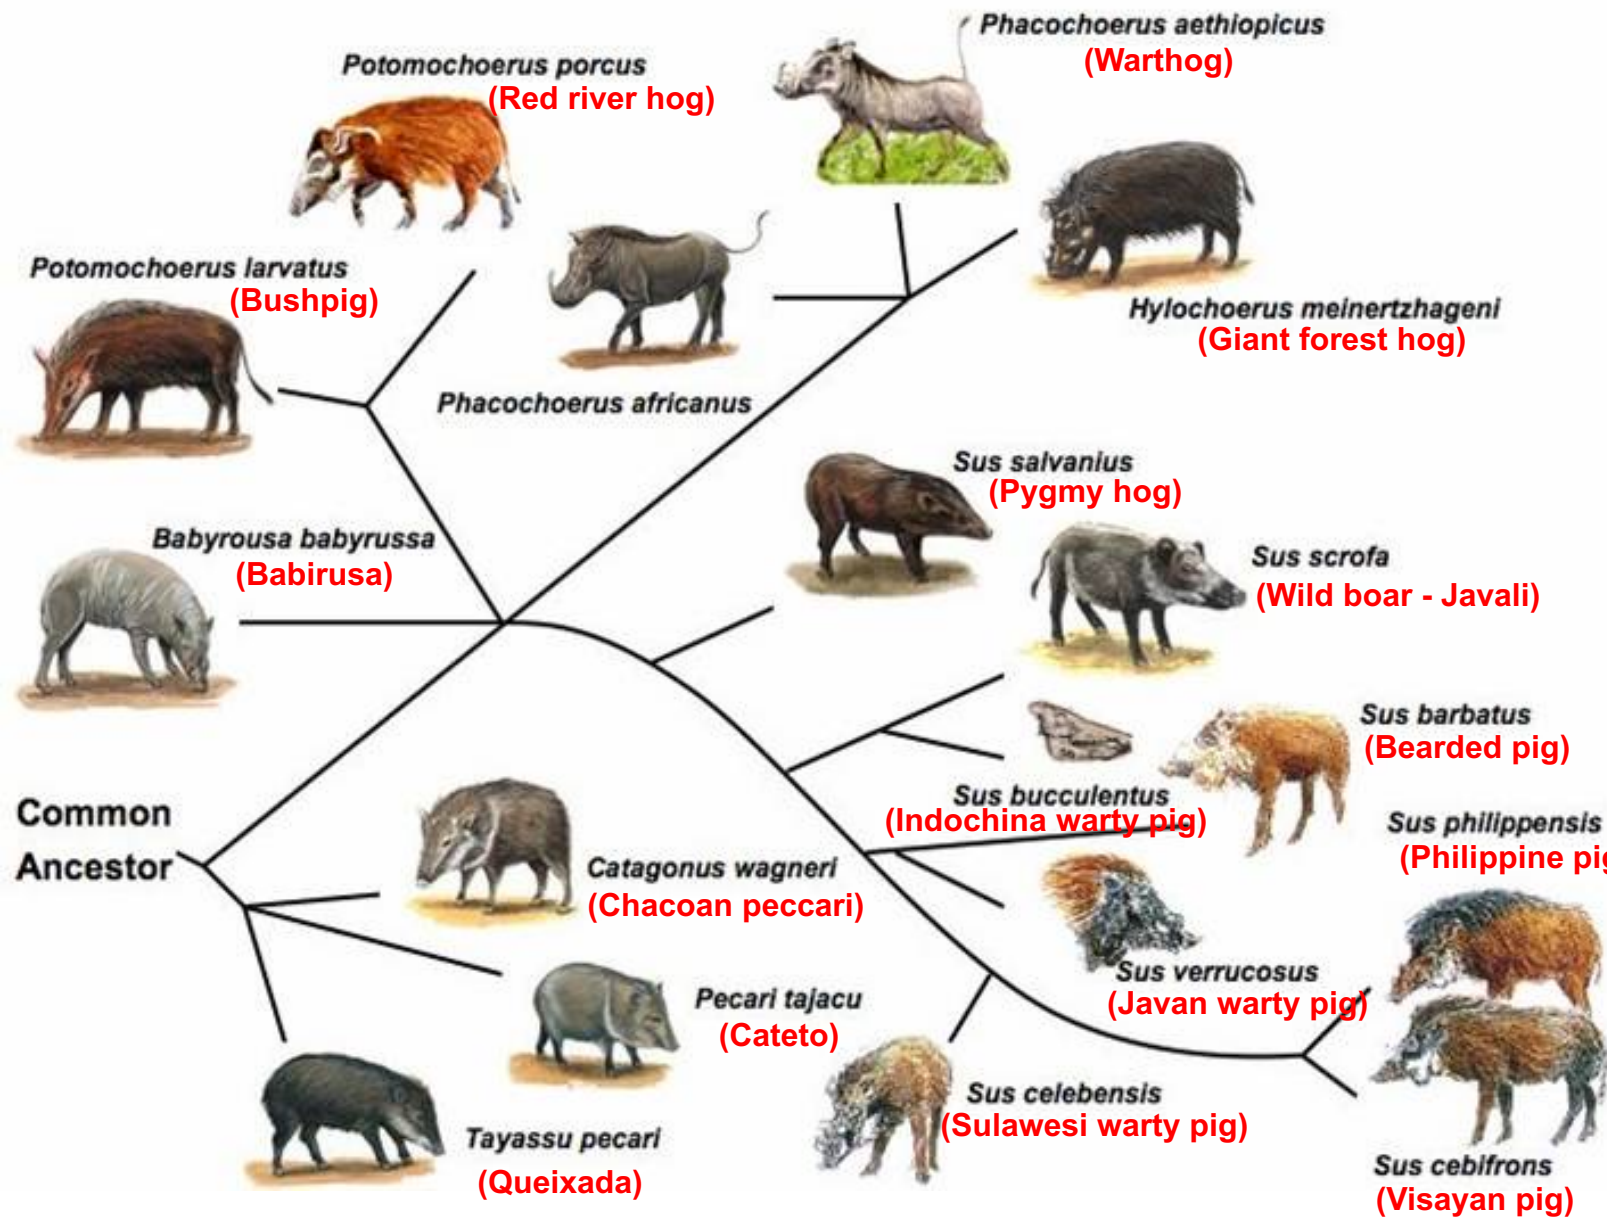 Phacochoerus aethiopicus
(Warthog)
Potomochoerus porcus
(Red river hog)
Potomochoerus larvatus
(Bushpig)
Hylochoerus meinertzhageni
(Giant forest hog)
Phacochoerus africanus
Sus salvanius
(Pygmy hog)
Babyrousa babyrussa
(Babirusa)
Sus scrofa
(Wild boar - Javali)
Sus barbatus
(Bearded pig)
Sus bucculentus
(Indochina warty pig)
Common
Ancestor
Sus philippensis
(Philippine pig
Catagonus wagneri
(Chacoan peccari)
Sus verrucosus
(Javan warty pig)
Pecari tajacu
(Cateto)
Sus celebensis
(Sulawesi warty pig)
Tayassu pecari
(Queixada)
Sus cebifrons
(Visayan pig)